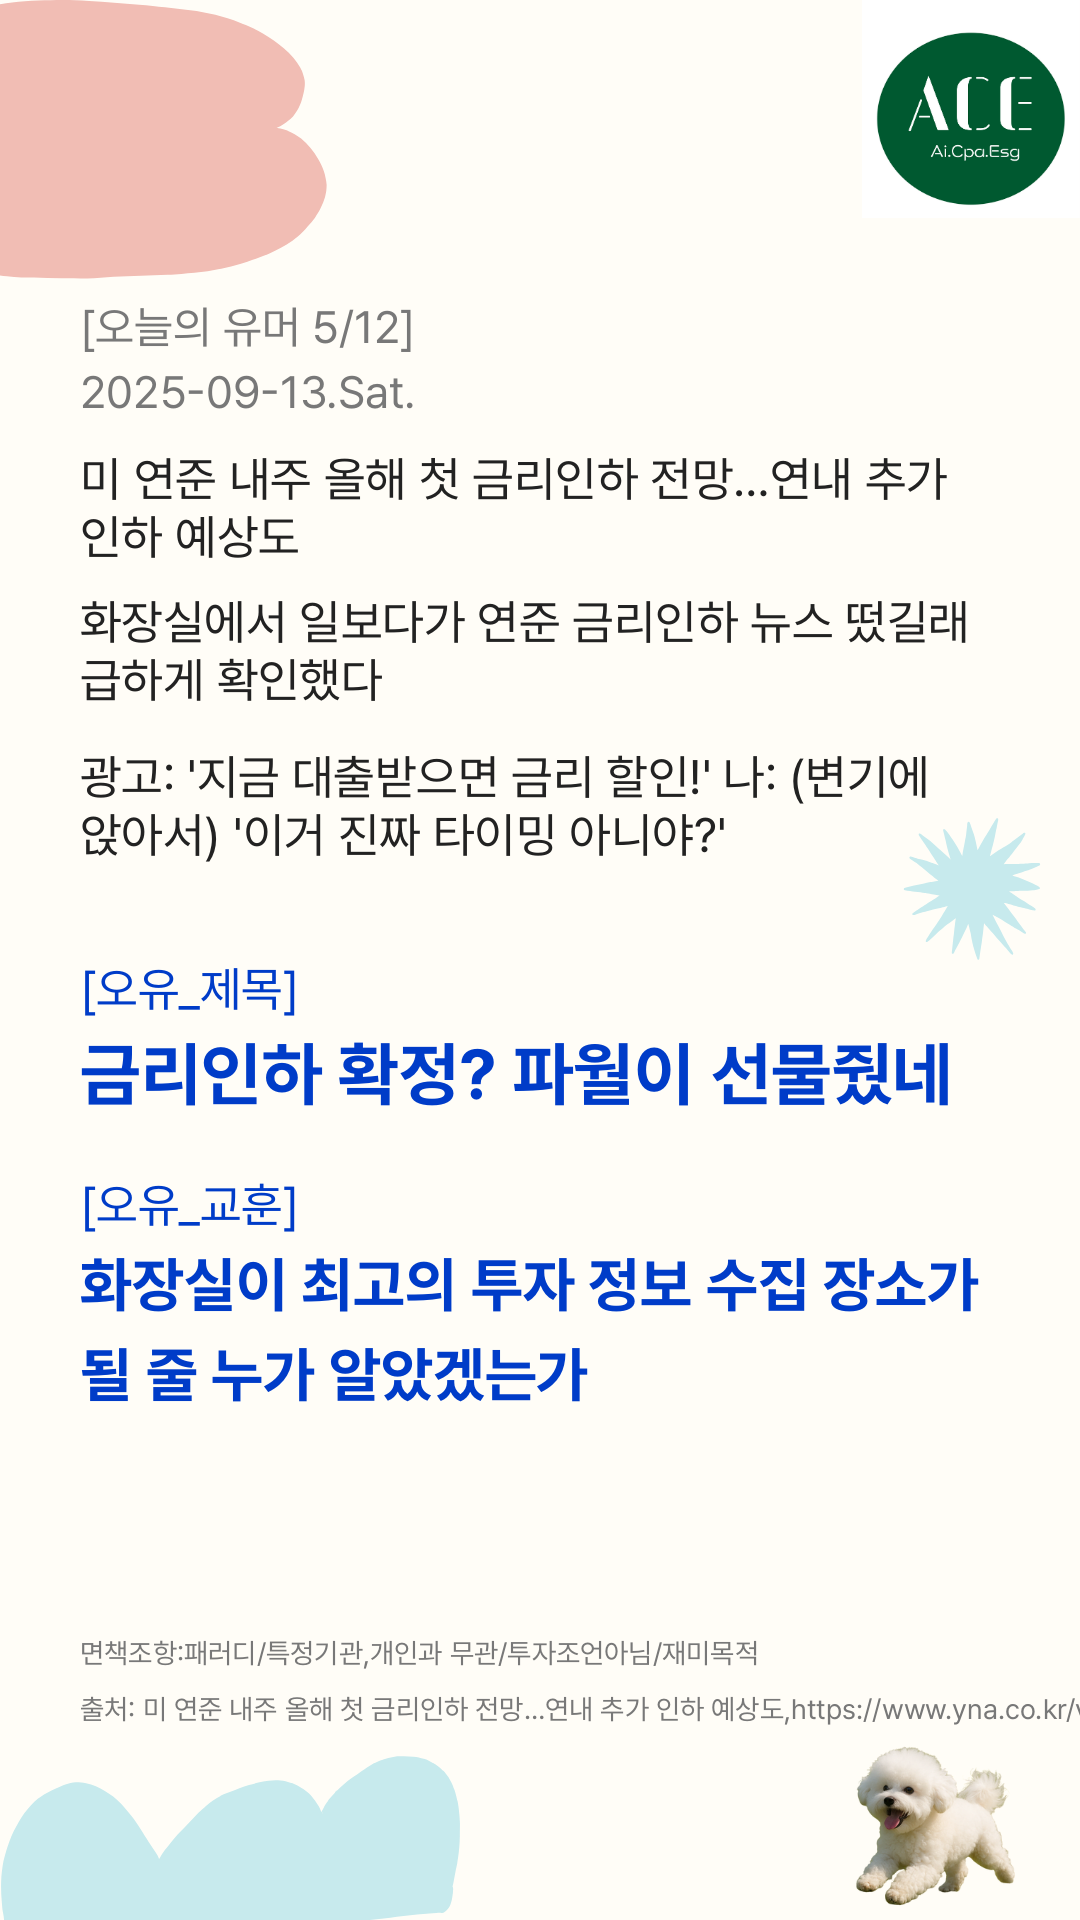 ACE
Ai.Cpa.Esg
[오늘의 유머 5/12]
2025-09-13.Sat.
미 연준 내주 올해 첫 금리인하 전망…연내 추가
인하 예상도
화장실에서 일보다가 연준 금리인하 뉴스 떴길래
급하게 확인했다
광고: '지금 대출받으면 금리 할인!' 나: (변기에
앉아서) '이거 진짜 타이밍 아니야?'
[오유_제목]
금리인하 확정? 파월이 선물줬네
[오유_교훈]
화장실이 최고의 투자 정보 수집 장소가
될 줄 누가 알았겠는가
면책조항:패러디/특정기관,개인과 무관/투자조언아님/재미목적
출처: 미 연준 내주 올해 첫 금리인하 전망…연내 추가 인하 예상도,https://www.yna.co.kr/